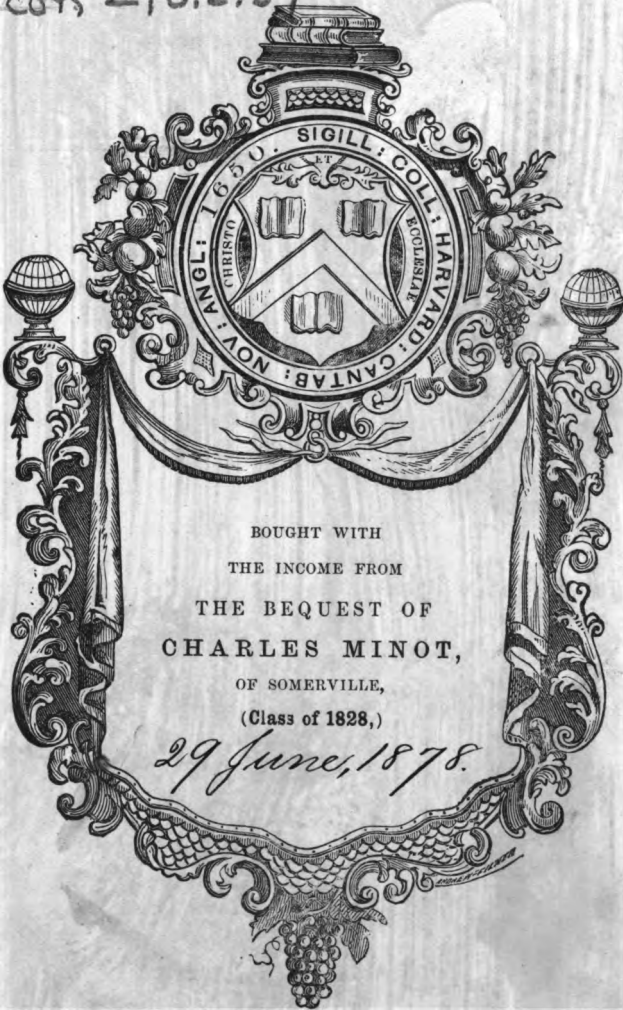 SIGILL: COLL: HARVARD: CANTAB: NOV: ANGL: 1650.
CHRISTO ET ECCLESIAE
BOUGHT WITH
THE INCOME FROM
THE BEQUEST OF
CHARLES MINOT,
OF SOMERVILLE,
(Class of 1828,)
29 June, 1878.